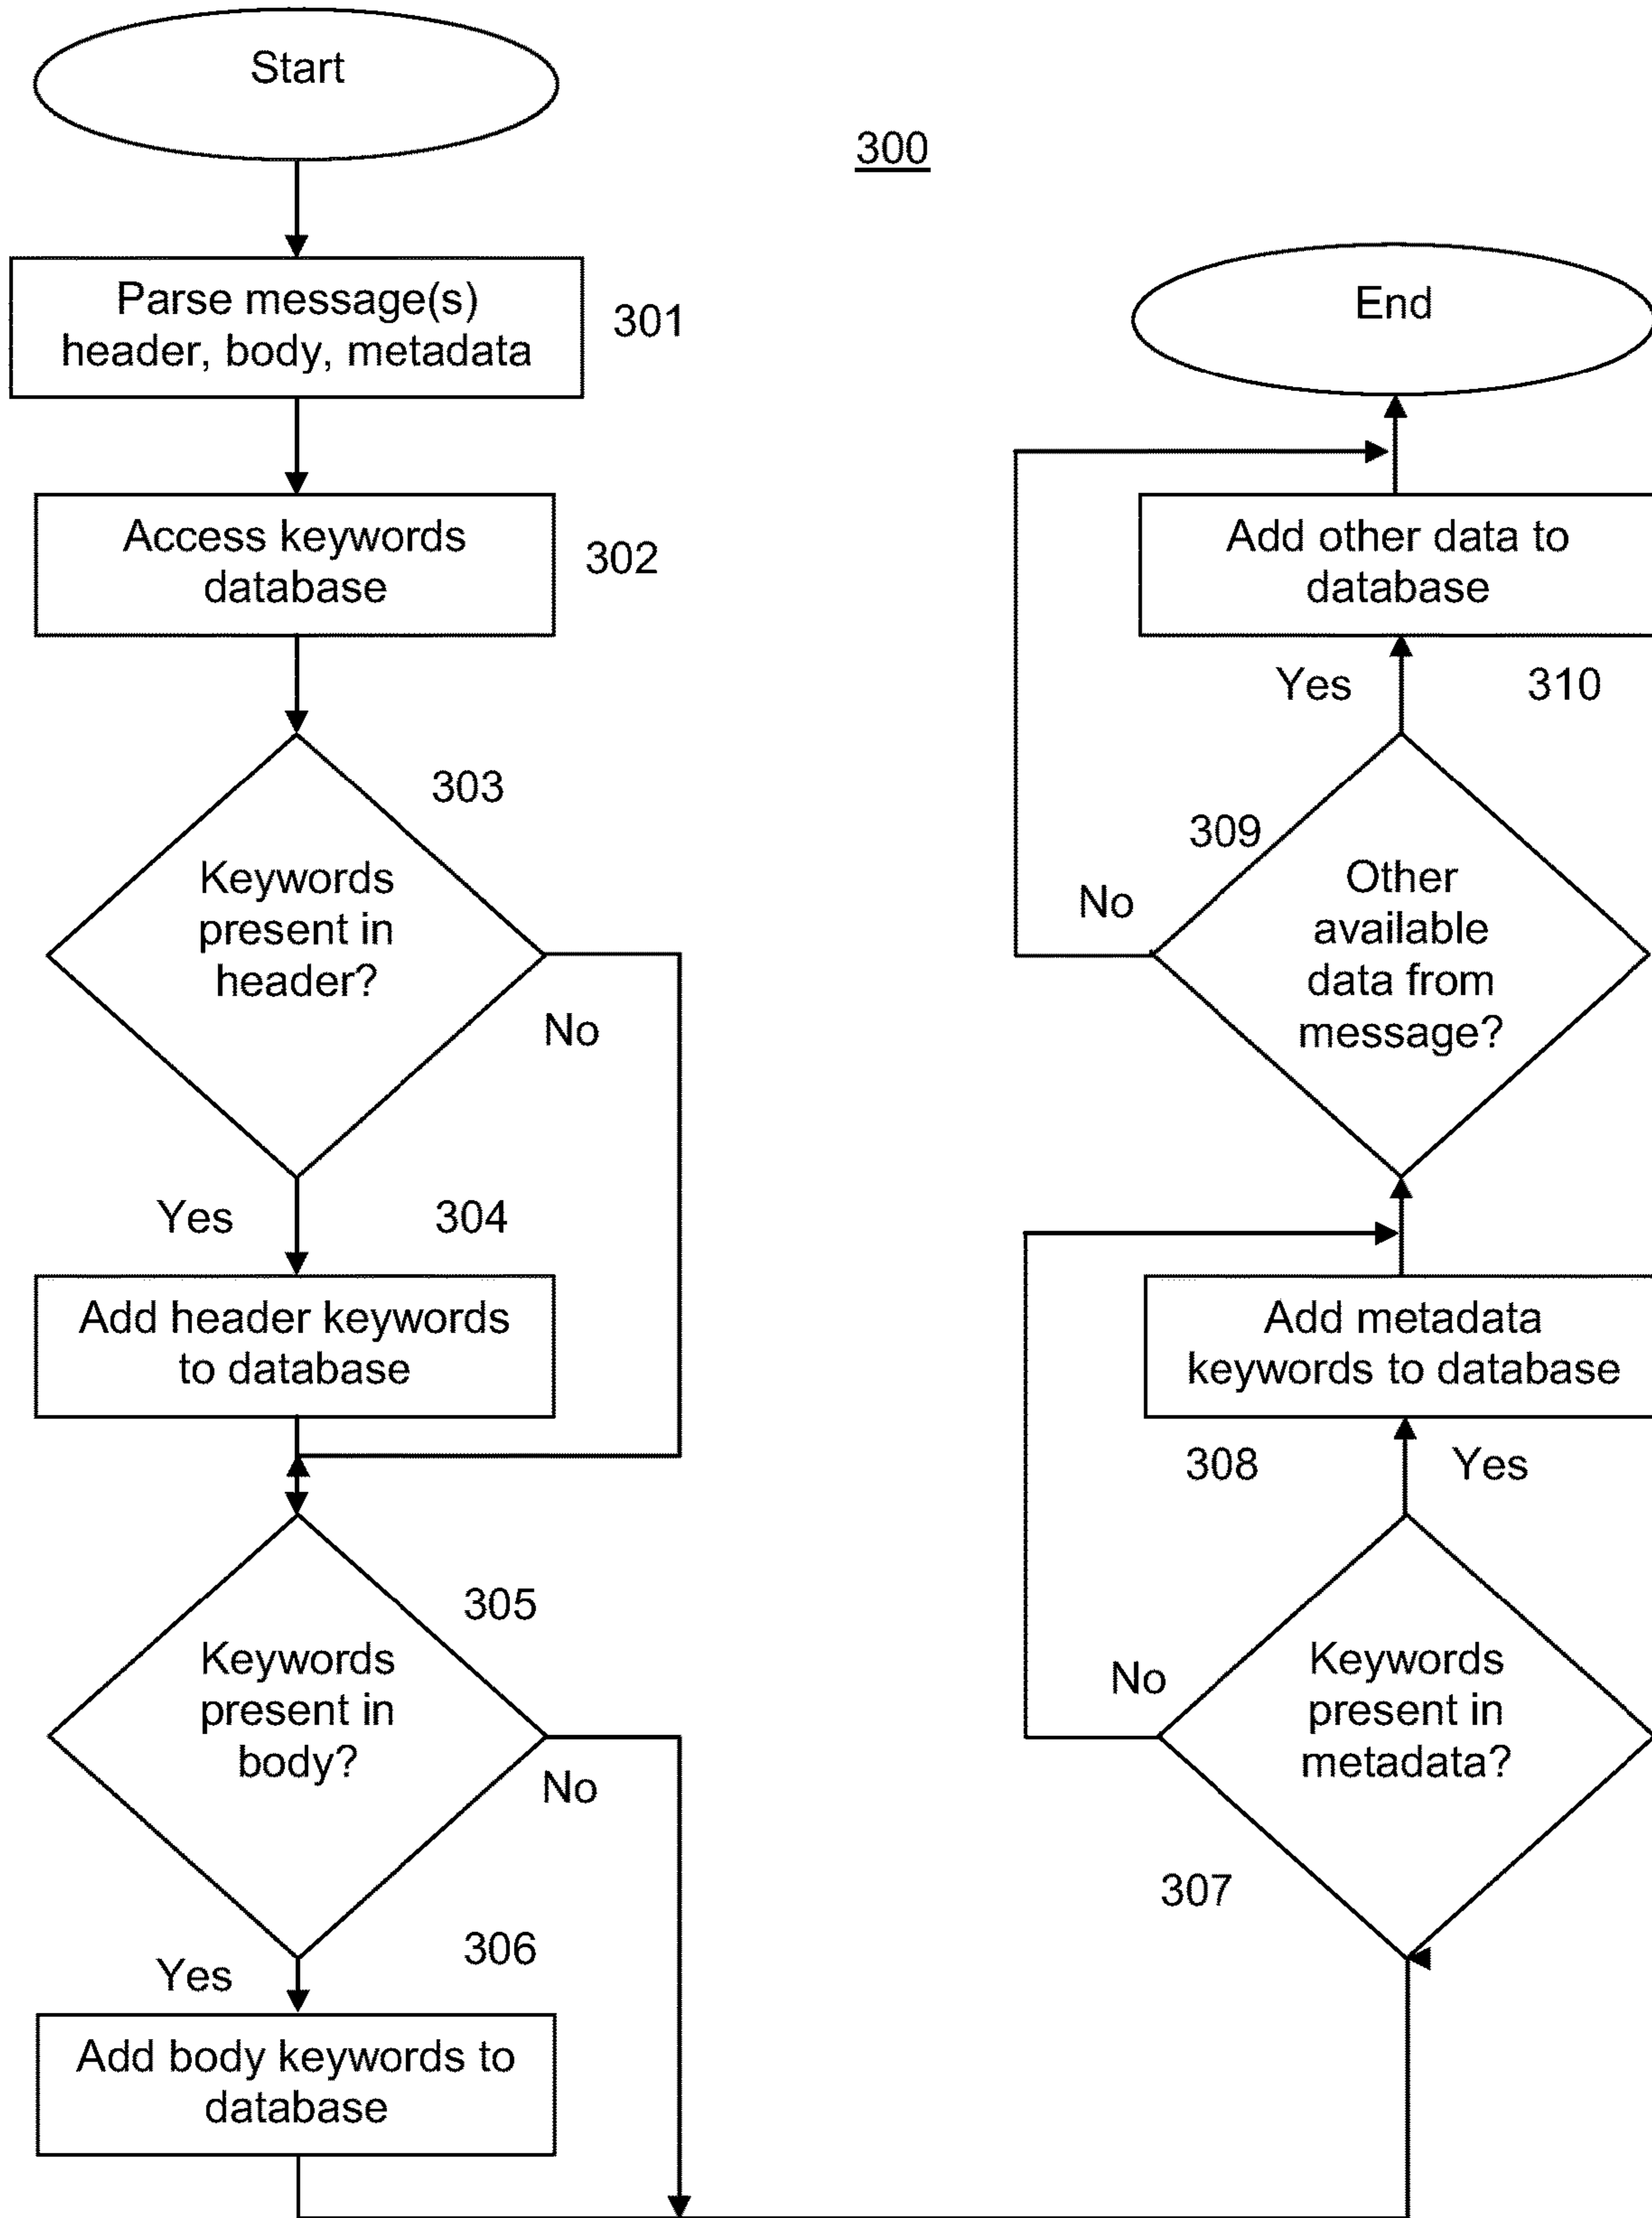 Start
300
Parse message(s)
header, body, metadata
301
Access keywords
database
302
303
Keywords
present in
header?
No
Yes
304
Add header keywords
to database
305
Keywords
present in
body?
No
306
Yes
Add body keywords to
database
307
Keywords
present in
metadata?
No
308
Yes
Add metadata
keywords to database
309
Other
available
data from
message?
No
Yes
310
Add other data to
database
End